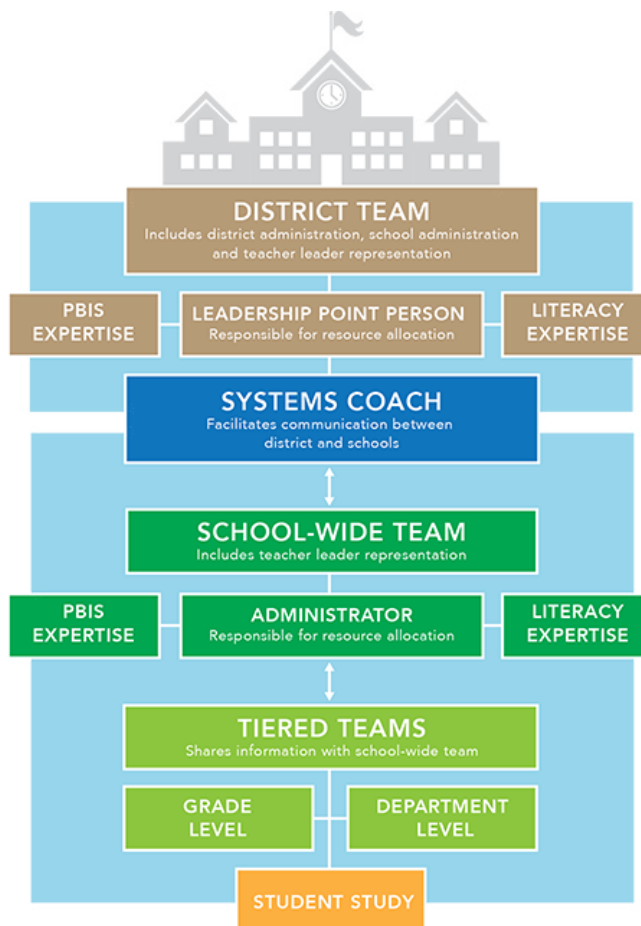 DISTRICT TEAM
Includes district administration, school administration
and teacher leader representation
PBIS
EXPERTISE
LEADERSHIP POINT PERSON
Responsible for resource allocation
LITERACY
EXPERTISE
SYSTEMS COACH
Facilitates communication between
district and schools
SCHOOL-WIDE TEAM
Includes teacher leader representation
PBIS
EXPERTISE
ADMINISTRATOR
Responsible for resource allocation
LITERACY
EXPERTISE
TIERED TEAMS
Shares information with school-wide team
GRADE
LEVEL
DEPARTMENT
LEVEL
STUDENT STUDY